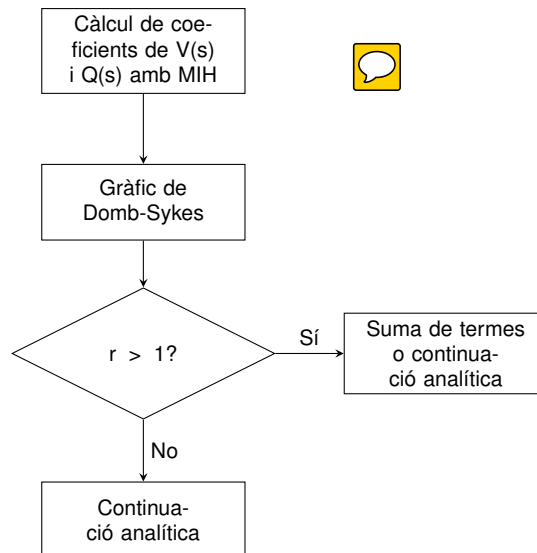 Càlcul de coe-
ficients de V(s)
i Q(s) amb MIH
Gràfic de
Domb-Sykes
r > 1?
Sí
Suma de termes
o continua-
ció analítica
No
Continua-
ció analítica